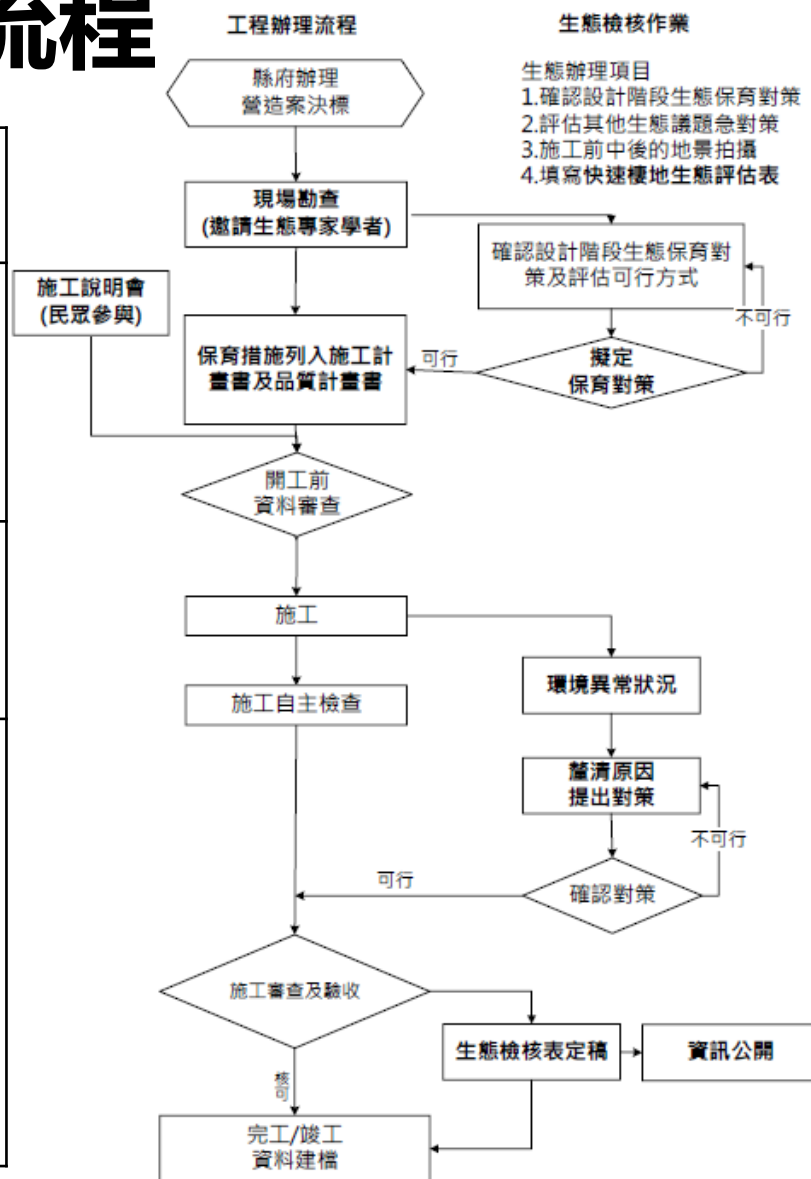 流程
工程辦理流程
生態檢核作業
縣府辦理
營造案決標
生態辦理項目
1.確認設計階段生態保育對策
2.評估其他生態議題急對策
3.施工前中後的地景拍攝
4.填寫快速棲地生態評估表
現場勘查
(邀請生態專家學者)
確認設計階段生態保育對
策及評估可行方式
施工說明會
(民眾參與)
不可行
保育措施列入施工計
畫書及品質計畫書
可行
擬定
保育對策
開工前
資料審查
施工
環境異常狀況
施工自主檢查
釐清原因
提出對策
不可行
可行
確認對策
施工審查及驗收
生態檢核表定稿
資訊公開
核可
完工/竣工
資料建檔